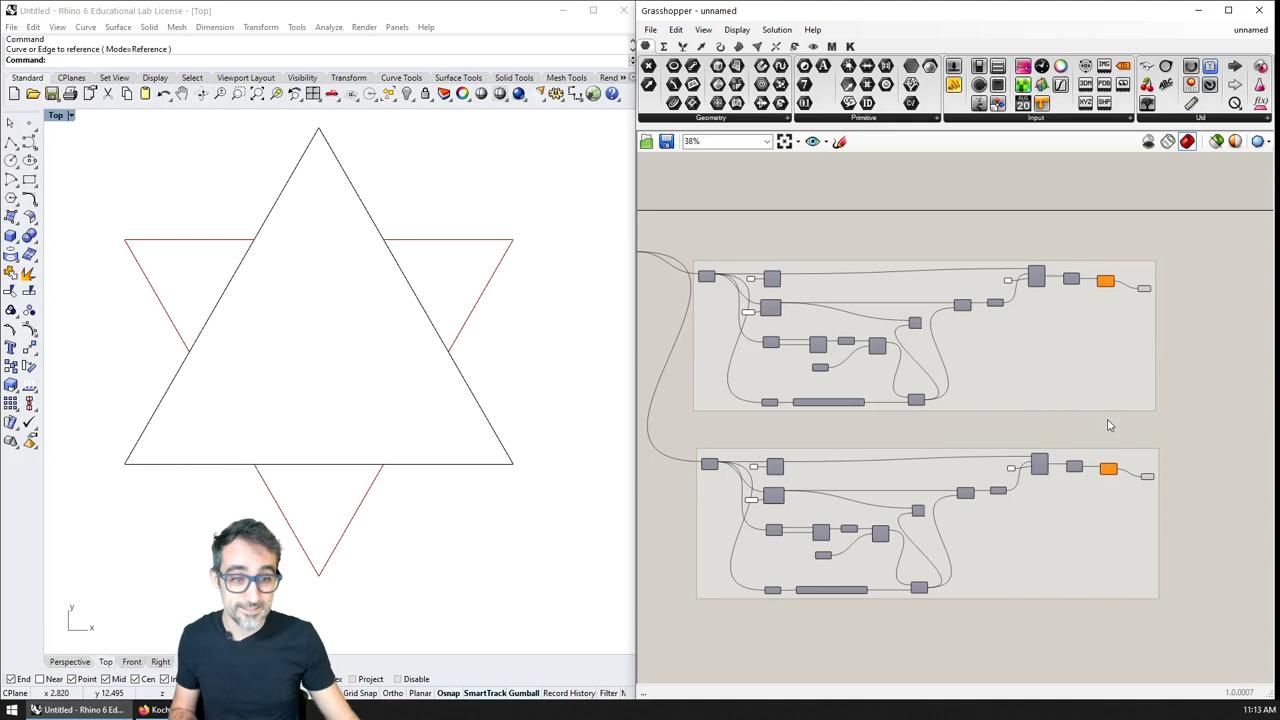 Untitled - Rhino 6 Educational Lab License - [Top]
File Edit View Curve Surface Solid Mesh Dimension Transform Tools Analyze Render Panels Help
Command
Curve or Edge to reference ( Mode=Reference )
Command:
Standard CPlanes Set View Display Select Viewport Layout Visibility Transform Curve Tools Surface Tools Solid Tools Mesh Tools Rend
Top
y
x
Perspective Top Front Right
End Near Point Mid Cen Project Disable
CPlane x 2.820 y 12.495 z Grid Snap Ortho Planar Osnap SmartTrack Gumball Record History Filter
Untitled - Rhino 6 Ed... Koch
Grasshopper - unnamed
File Edit View Display Solution Help unnamed
M K
Geometry Primitive Input Util
38%
...
1.0.0007
11:13 AM